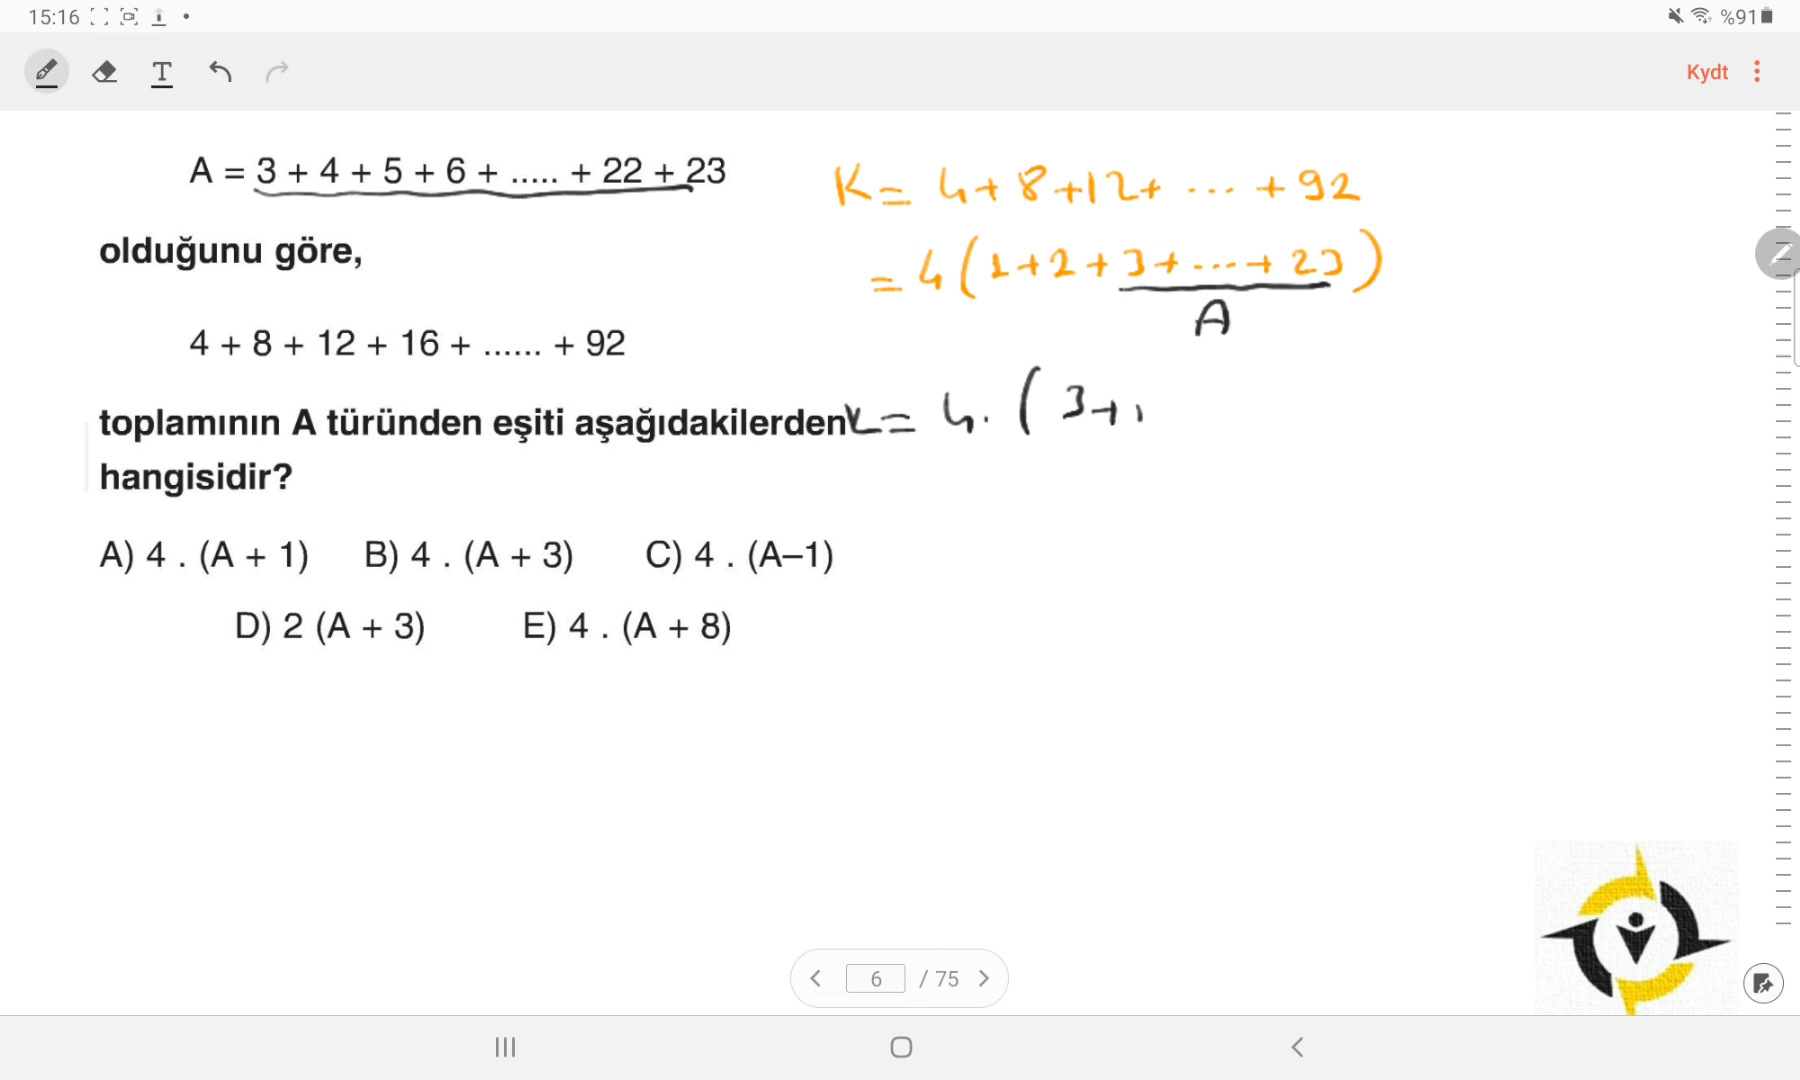 15:16
%91
T
Kydt
A = 3 + 4 + 5 + 6 + ..... + 22 + 23
K = 4+8+12+ ... +92
olduğunu göre,
= 4(1+2+3+...+23)
A
4 + 8 + 12 + 16 + ...... + 92
toplamının A türünden eşiti aşağıdakilerden
K = 4. ( 3+
hangisidir?
A) 4 . (A + 1) B) 4 . (A + 3) C) 4 . (A–1)
D) 2 (A + 3) E) 4 . (A + 8)
6 / 75